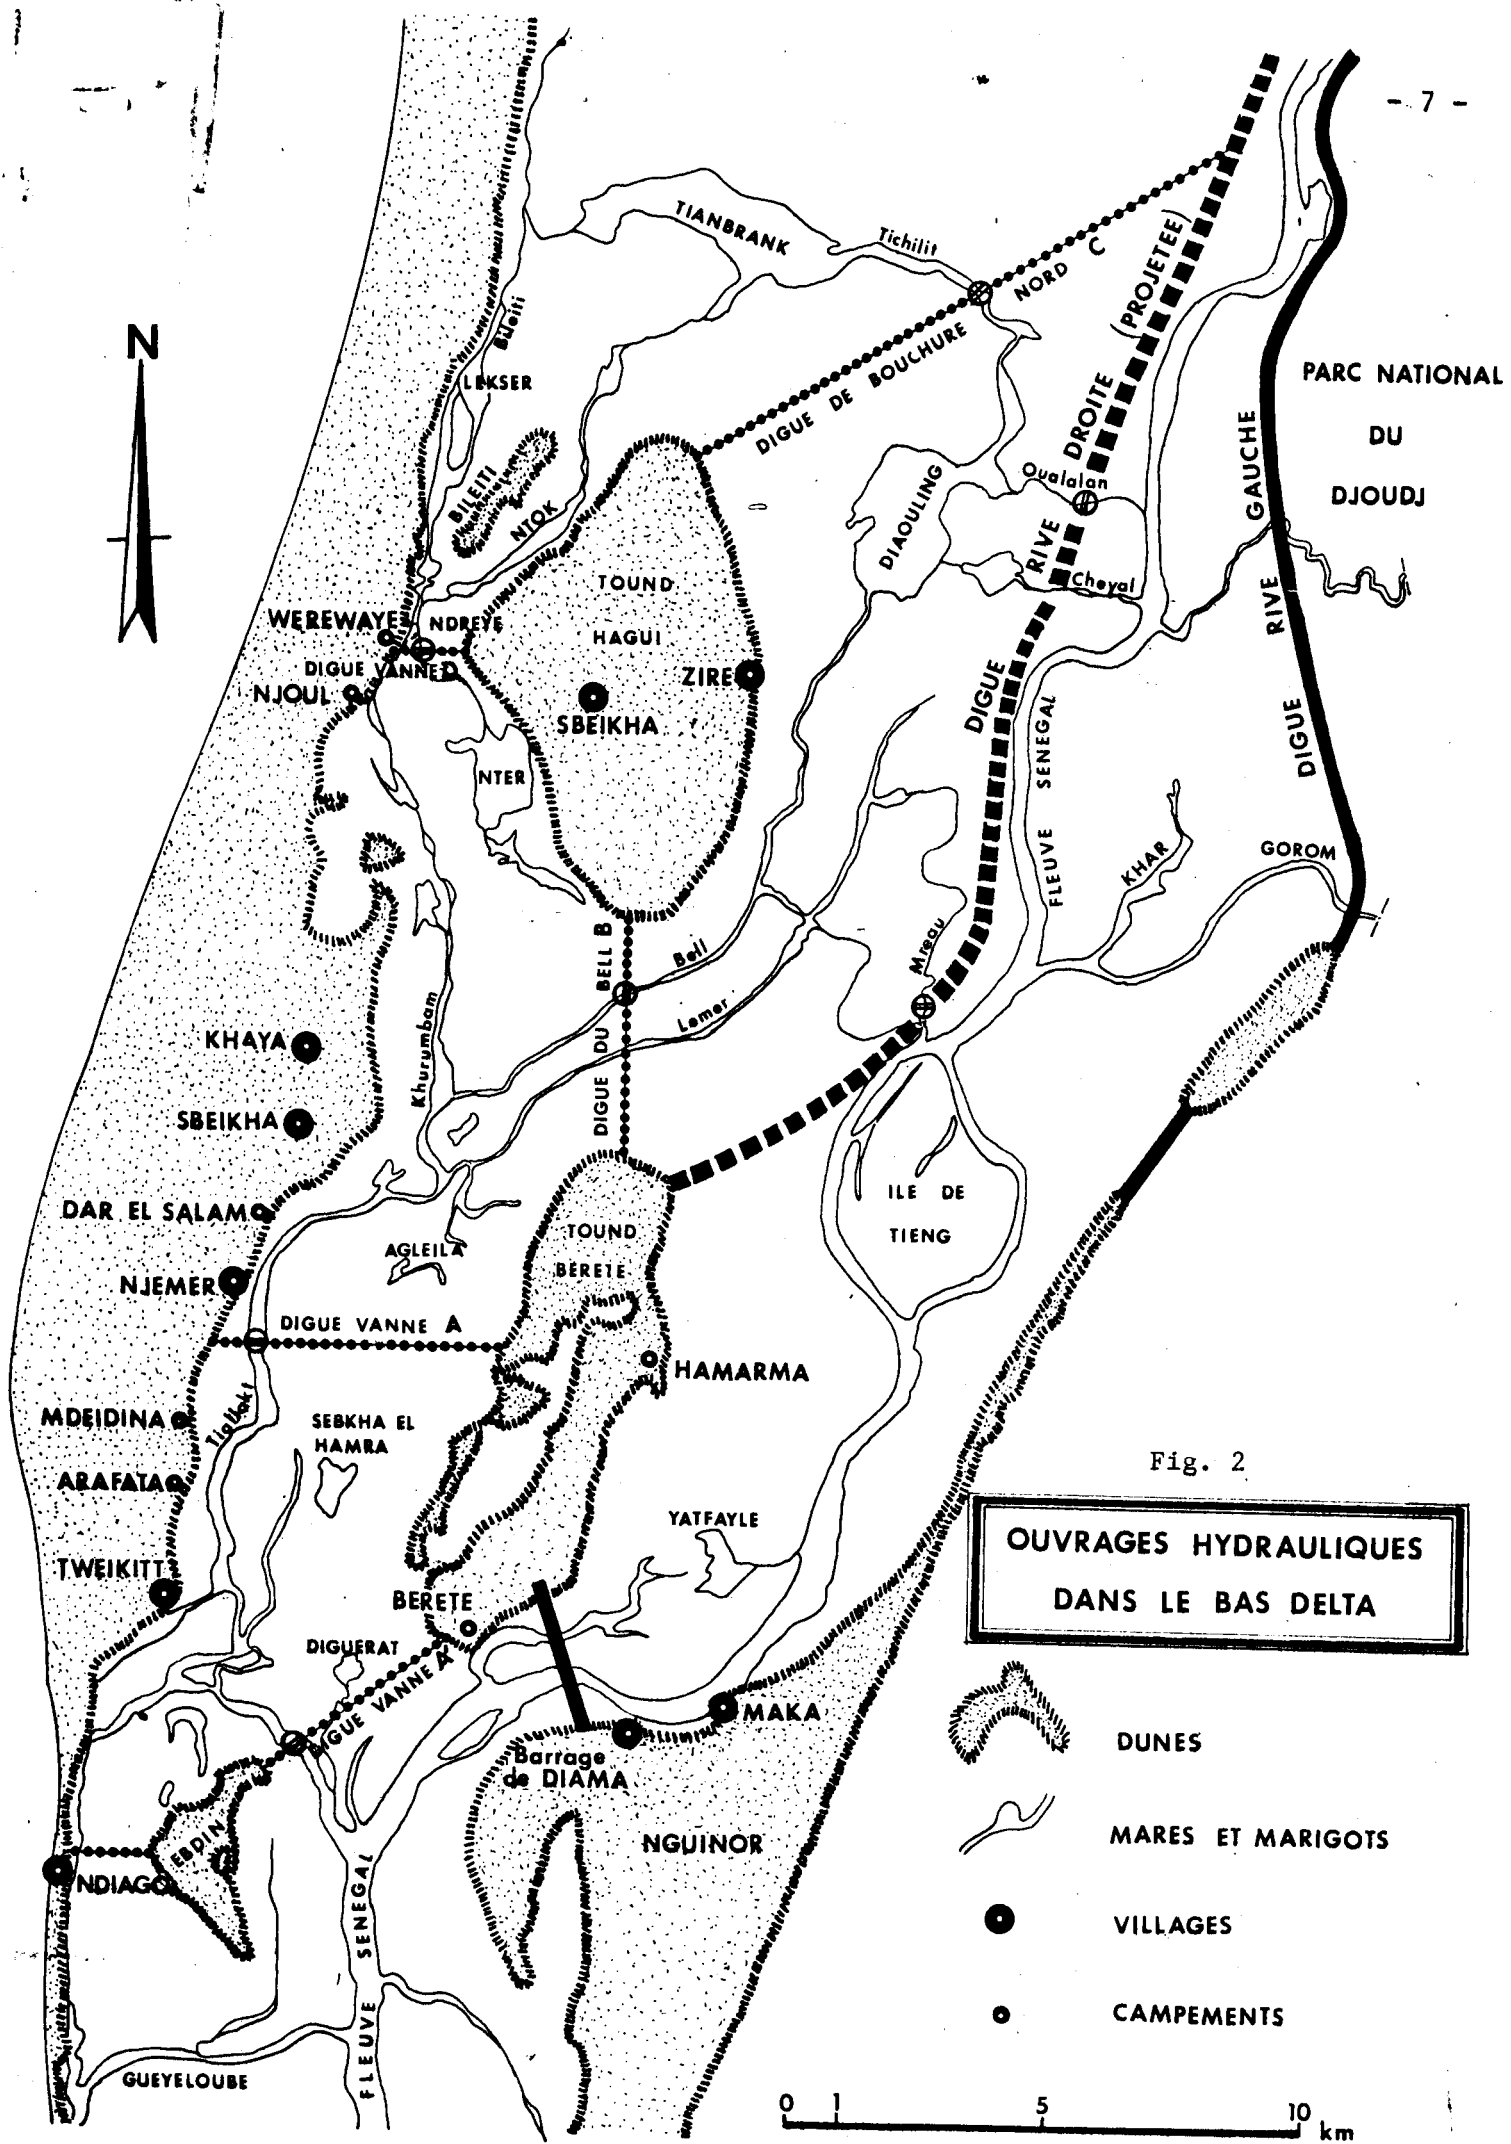 - 7 -
TIANBRANK
Tichilit
NORD C
(PROJETEE)
N
Bileiti
LEKSER
DIGUE DE BOUCHURE
PARC NATIONAL
DU
DJOUDJ
BILEITI
NTOK
DIAOULING
Oualalan
DROITE
RIVE
GAUCHE
RIVE
Cheyal
TOUND
HAGUI
WEREWAYE
NDREYE
DIGUE VANNE D
NJOUL
ZIRE
SBEIKHA
DIGUE
FLEUVE SENEGAL
DIGUE
NTER
KHAR
GOROM
BELL B
DIGUE DU
Bell
Mreau
Lemer
KHAYA
Khurumbam
SBEIKHA
DAR EL SALAM
ILE DE
TIENG
AGLEILA
TOUND
BERETE
NJEMER
DIGUE VANNE A
HAMARMA
MDEIDINA
Tiallakt
SEBKHA EL
HAMRA
ARAFATA
Fig. 2
YATFAYLE
OUVRAGES HYDRAULIQUES
DANS LE BAS DELTA
TWEIKITT
BERETE
DIGUERAT
DIGUE VANNE A'
MAKA
Barrage
de DIAMA
DUNES
EBDIN
NGUINOR
MARES ET MARIGOTS
NDIAGO
VILLAGES
FLEUVE SENEGAL
CAMPEMENTS
GUEYELOUBE
0 1 5 10 km